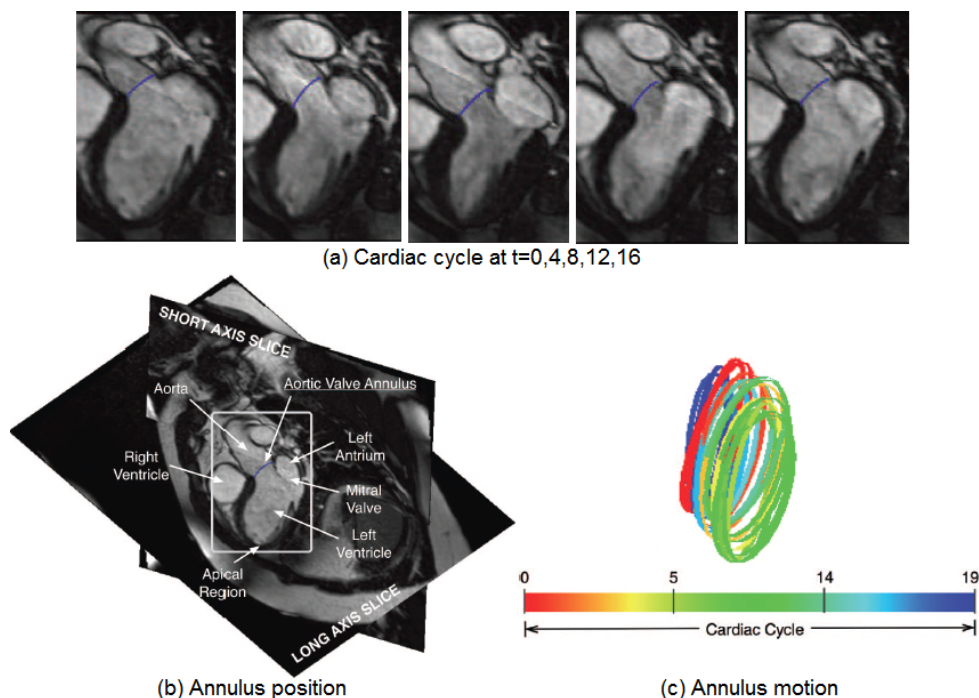 (a) Cardiac cycle at t=0,4,8,12,16
SHORT AXIS SLICE
Aortic Valve Annulus
Aorta
Left
Antrium
Right
Ventricle
Mitral
Valve
Left
Ventricle
Apical
Region
LONG AXIS SLICE
(b) Annulus position
0
5
14
19
Cardiac Cycle
(c) Annulus motion